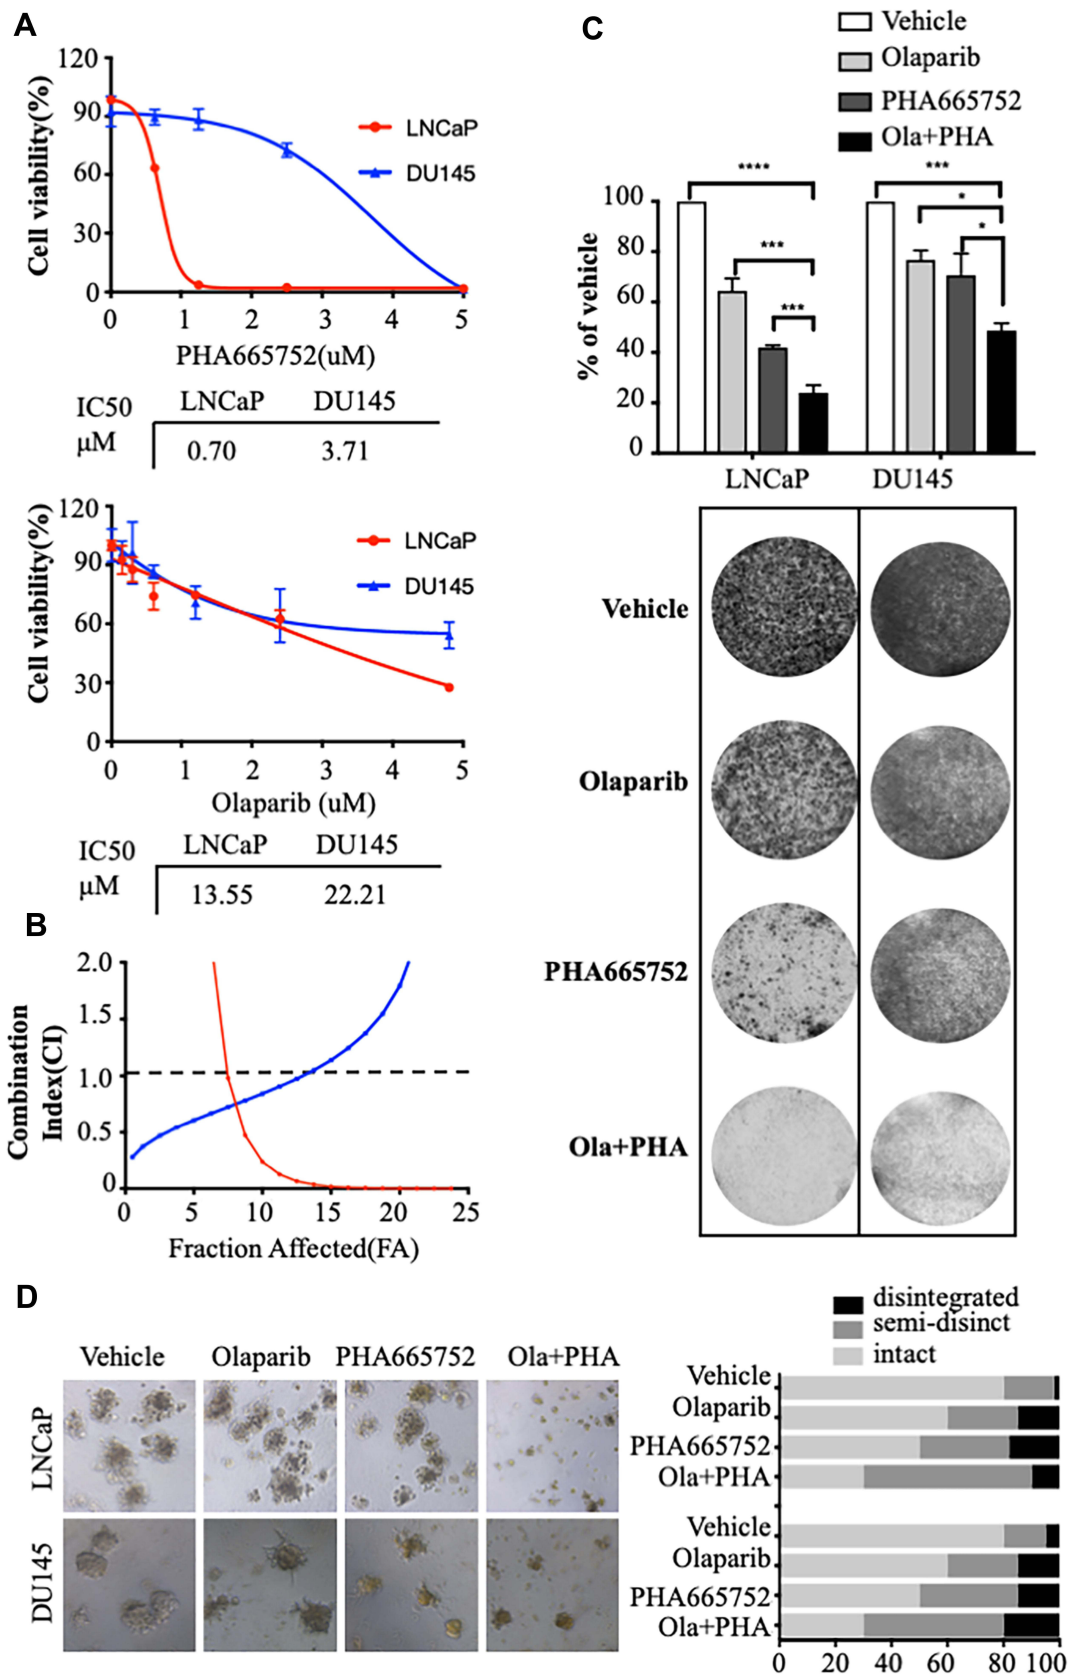 A
120
90
60
30
0
Cell viability(%)
LNCaP
DU145
0 1 2 3 4 5
PHA665752(uM)
IC50 µM LNCaP DU145
0.70 3.71
120
90
60
30
0
Cell viability(%)
LNCaP
DU145
0 1 2 3 4 5
Olaparib (uM)
IC50 µM LNCaP DU145
13.55 22.21
B
2.0
1.5
1.0
0.5
0
Combination
Index(CI)
0 5 10 15 20 25
Fraction Affected(FA)
C
Vehicle
Olaparib
PHA665752
Ola+PHA
**** ***
*
*** *
***
100
80
60
40
20
0
% of vehicle
LNCaP DU145
Vehicle
Olaparib
PHA665752
Ola+PHA
D
Vehicle Olaparib PHA665752 Ola+PHA
LNCaP
DU145
disintegrated
semi-disinct
intact
Vehicle
Olaparib
PHA665752
Ola+PHA
Vehicle
Olaparib
PHA665752
Ola+PHA
0 20 40 60 80 100